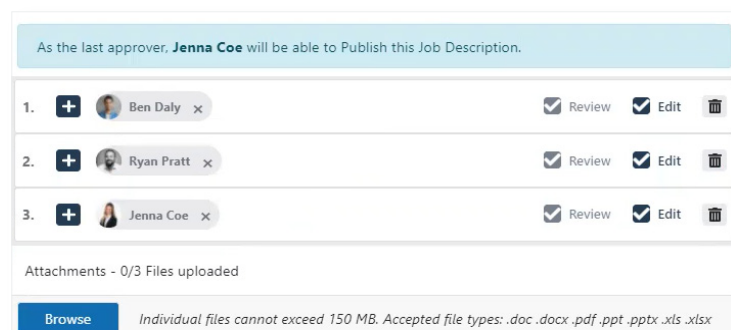 As the last approver, Jenna Coe will be able to Publish this Job Description.
1. Ben Daly × Review Edit
2. Ryan Pratt × Review Edit
3. Jenna Coe × Review Edit
Attachments - 0/3 Files uploaded
Browse Individual files cannot exceed 150 MB. Accepted file types: .doc .docx .pdf .ppt .pptx .xls .xlsx